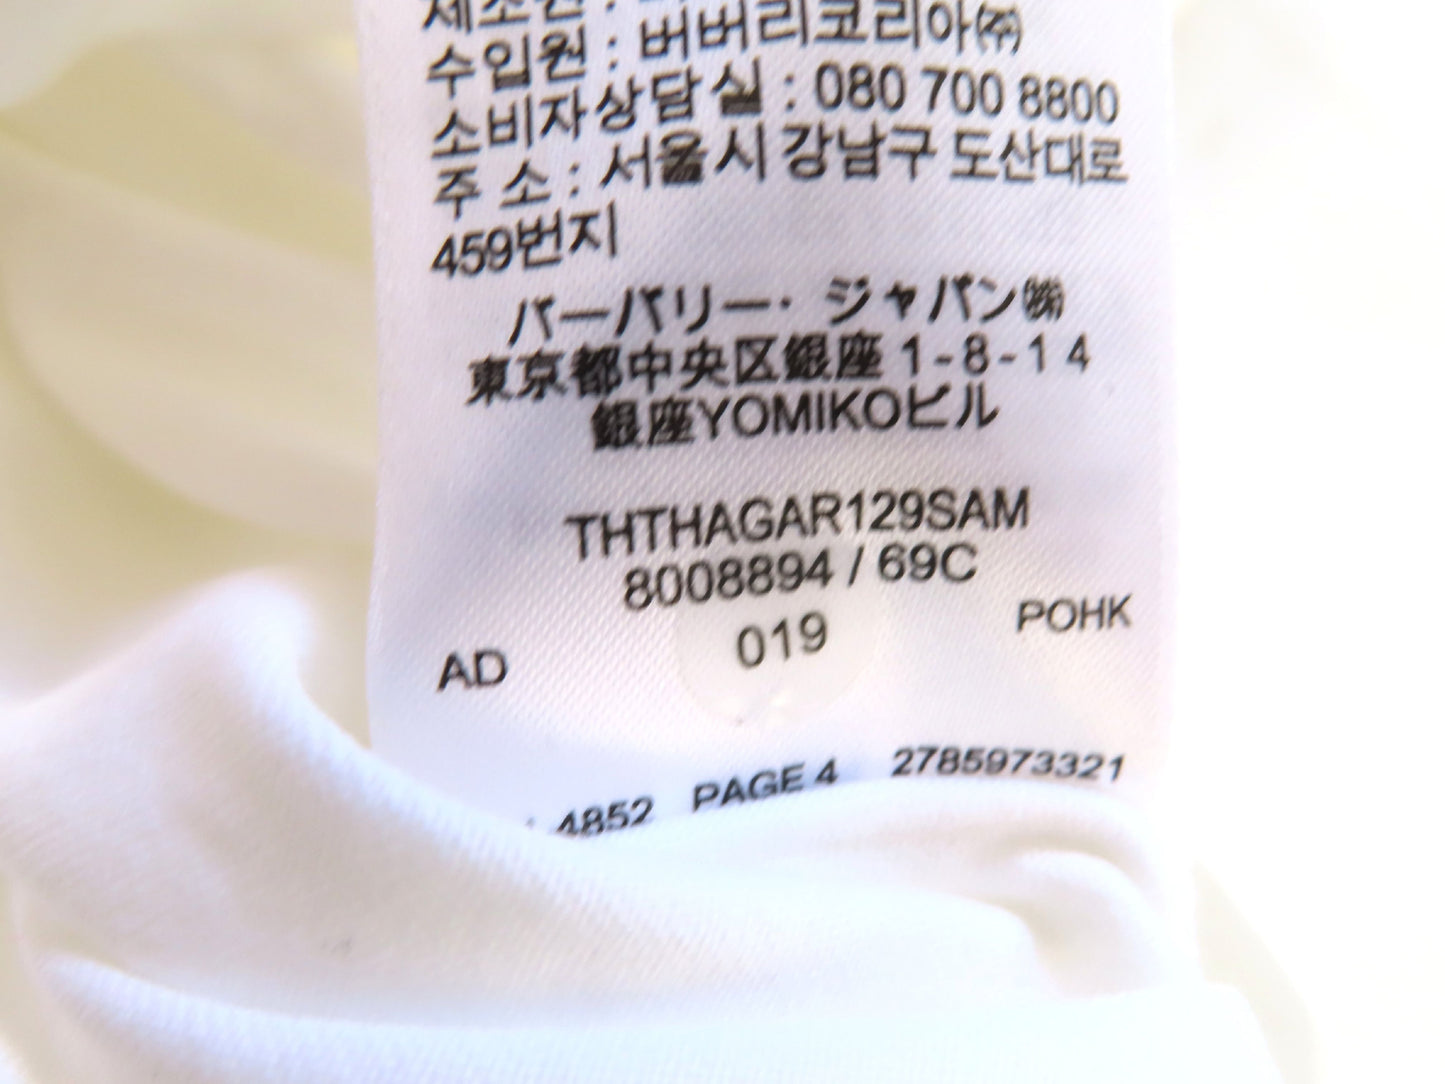 제조원 :
수입원 : 버버리코리아㈜
소비자상담실 : 080 700 8800
주 소 : 서울시 강남구 도산대로
459번지
バーバリー・ジャパン㈱
東京都中央区銀座 1-8-14
銀座YOMIKOビル
THTHAGAR129SAM
8008894 / 69C
019
POHK
AD
4852 PAGE 4 2785973321